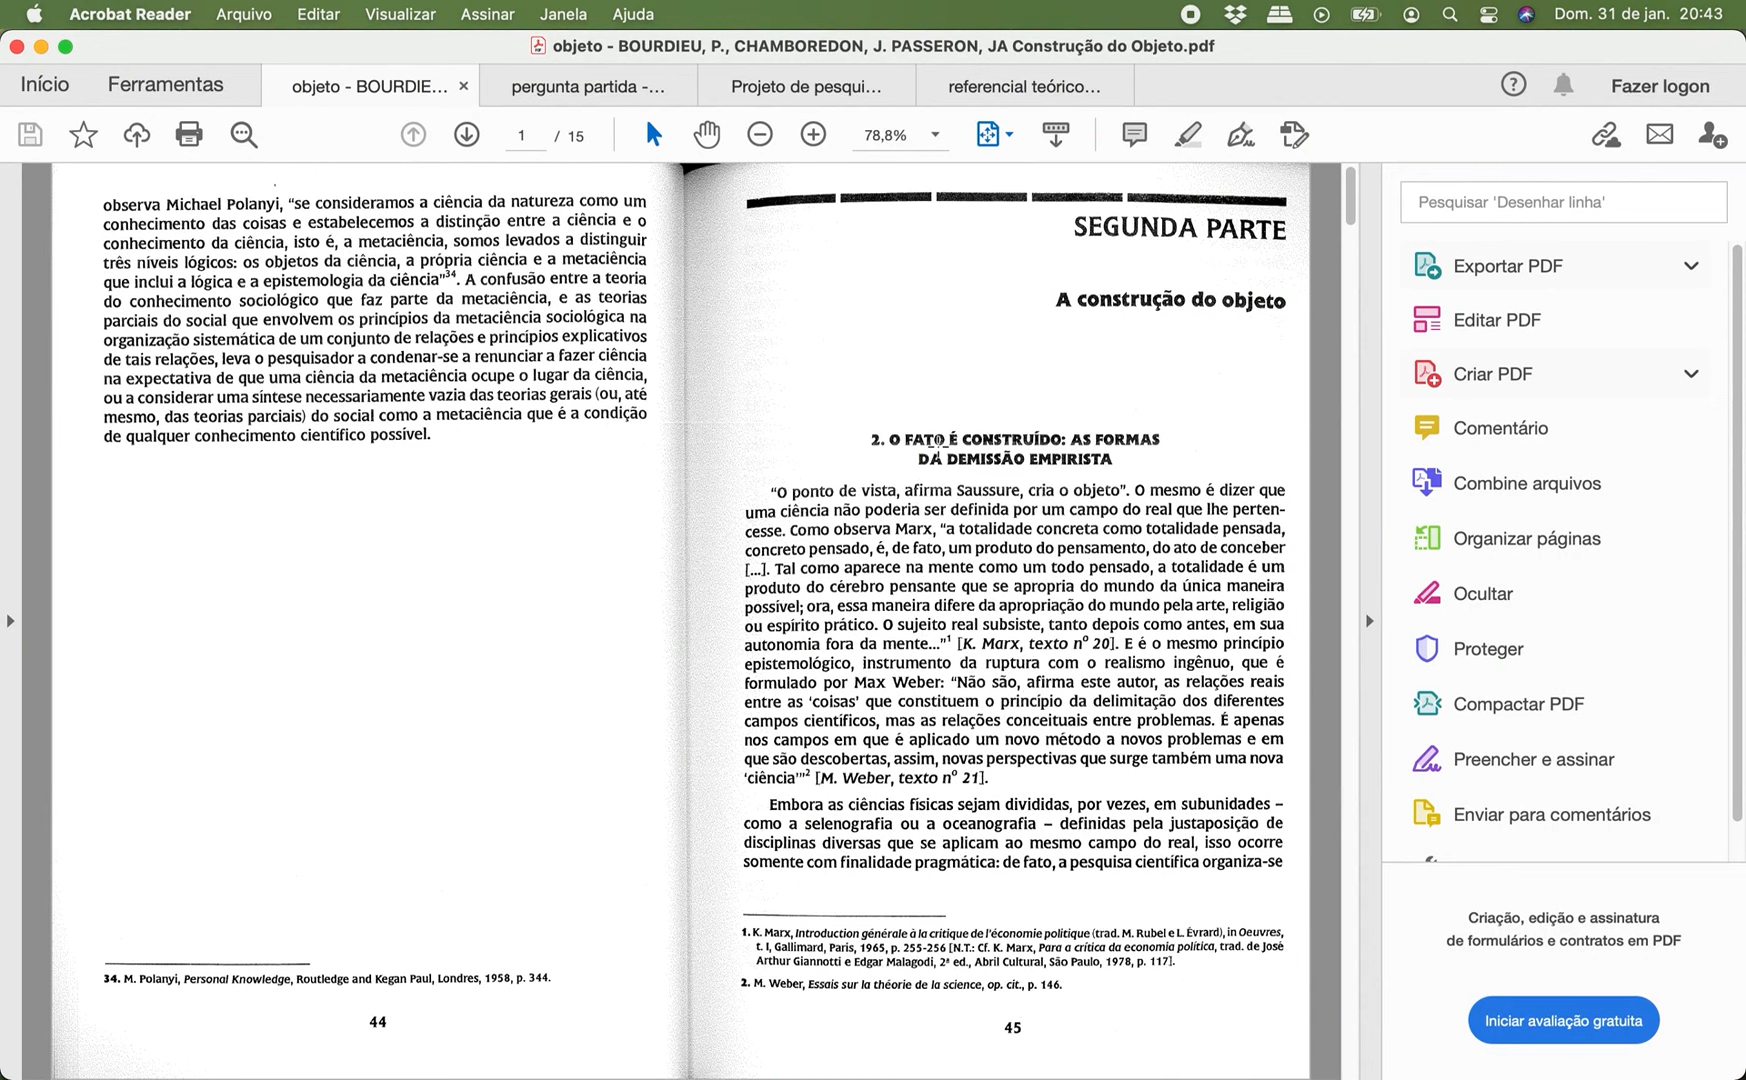 Acrobat Reader Arquivo Editar Visualizar Assinar Janela Ajuda Dom. 31 de jan. 20:43
objeto - BOURDIEU, P., CHAMBOREDON, J. PASSERON, JA Construção do Objeto.pdf
Início Ferramentas objeto - BOURDIE... × pergunta partida -... Projeto de pesqui... referencial teórico... Fazer logon
1 / 15 78,8%
observa Michael Polanyi, “se consideramos a ciência da natureza como um
conhecimento das coisas e estabelecemos a distinção entre a ciência e o
conhecimento da ciência, isto é, a metaciência, somos levados a distinguir
três níveis lógicos: os objetos da ciência, a própria ciência e a metaciência
que inclui a lógica e a epistemologia da ciência”34. A confusão entre a teoria
do conhecimento sociológico que faz parte da metaciência, e as teorias
parciais do social que envolvem os princípios da metaciência sociológica na
organização sistemática de um conjunto de relações e princípios explicativos
de tais relações, leva o pesquisador a condenar-se a renunciar a fazer ciência
na expectativa de que uma ciência da metaciência ocupe o lugar da ciência,
ou a considerar uma síntese necessariamente vazia das teorias gerais (ou, até
mesmo, das teorias parciais) do social como a metaciência que é a condição
de qualquer conhecimento científico possível.
34. M. Polanyi, Personal Knowledge, Routledge and Kegan Paul, Londres, 1958, p. 344.
44
SEGUNDA PARTE
A construção do objeto
2. O FATO É CONSTRUÍDO: AS FORMAS
DA DEMISSÃO EMPIRISTA
“O ponto de vista, afirma Saussure, cria o objeto”. O mesmo é dizer que
uma ciência não poderia ser definida por um campo do real que lhe perten-
cesse. Como observa Marx, “a totalidade concreta como totalidade pensada,
concreto pensado, é, de fato, um produto do pensamento, do ato de conceber
[...]. Tal como aparece na mente como um todo pensado, a totalidade é um
produto do cérebro pensante que se apropria do mundo da única maneira
possível; ora, essa maneira difere da apropriação do mundo pela arte, religião
ou espírito prático. O sujeito real subsiste, tanto depois como antes, em sua
autonomia fora da mente...”1 [K. Marx, texto nº 20]. E é o mesmo princípio
epistemológico, instrumento da ruptura com o realismo ingênuo, que é
formulado por Max Weber: “Não são, afirma este autor, as relações reais
entre as ‘coisas’ que constituem o princípio da delimitação dos diferentes
campos científicos, mas as relações conceituais entre problemas. É apenas
nos campos em que é aplicado um novo método a novos problemas e em
que são descobertas, assim, novas perspectivas que surge também uma nova
‘ciência’”2 [M. Weber, texto nº 21].
Embora as ciências físicas sejam divididas, por vezes, em subunidades –
como a selenografia ou a oceanografia – definidas pela justaposição de
disciplinas diversas que se aplicam ao mesmo campo do real, isso ocorre
somente com finalidade pragmática: de fato, a pesquisa científica organiza-se
1. K. Marx, Introduction générale à la critique de l’économie politique (trad. M. Rubel e L. Évrard), in Oeuvres,
t. I, Gallimard, Paris, 1965, p. 255-256 [N.T.: Cf. K. Marx, Para a crítica da economia política, trad. de José
Arthur Giannotti e Edgar Malagodi, 2ª ed., Abril Cultural, São Paulo, 1978, p. 117].
2. M. Weber, Essais sur la théorie de la science, op. cit., p. 146.
45
Pesquisar 'Desenhar linha'
Exportar PDF
Editar PDF
Criar PDF
Comentário
Combine arquivos
Organizar páginas
Ocultar
Proteger
Compactar PDF
Preencher e assinar
Enviar para comentários
Criação, edição e assinatura
de formulários e contratos em PDF
Iniciar avaliação gratuita